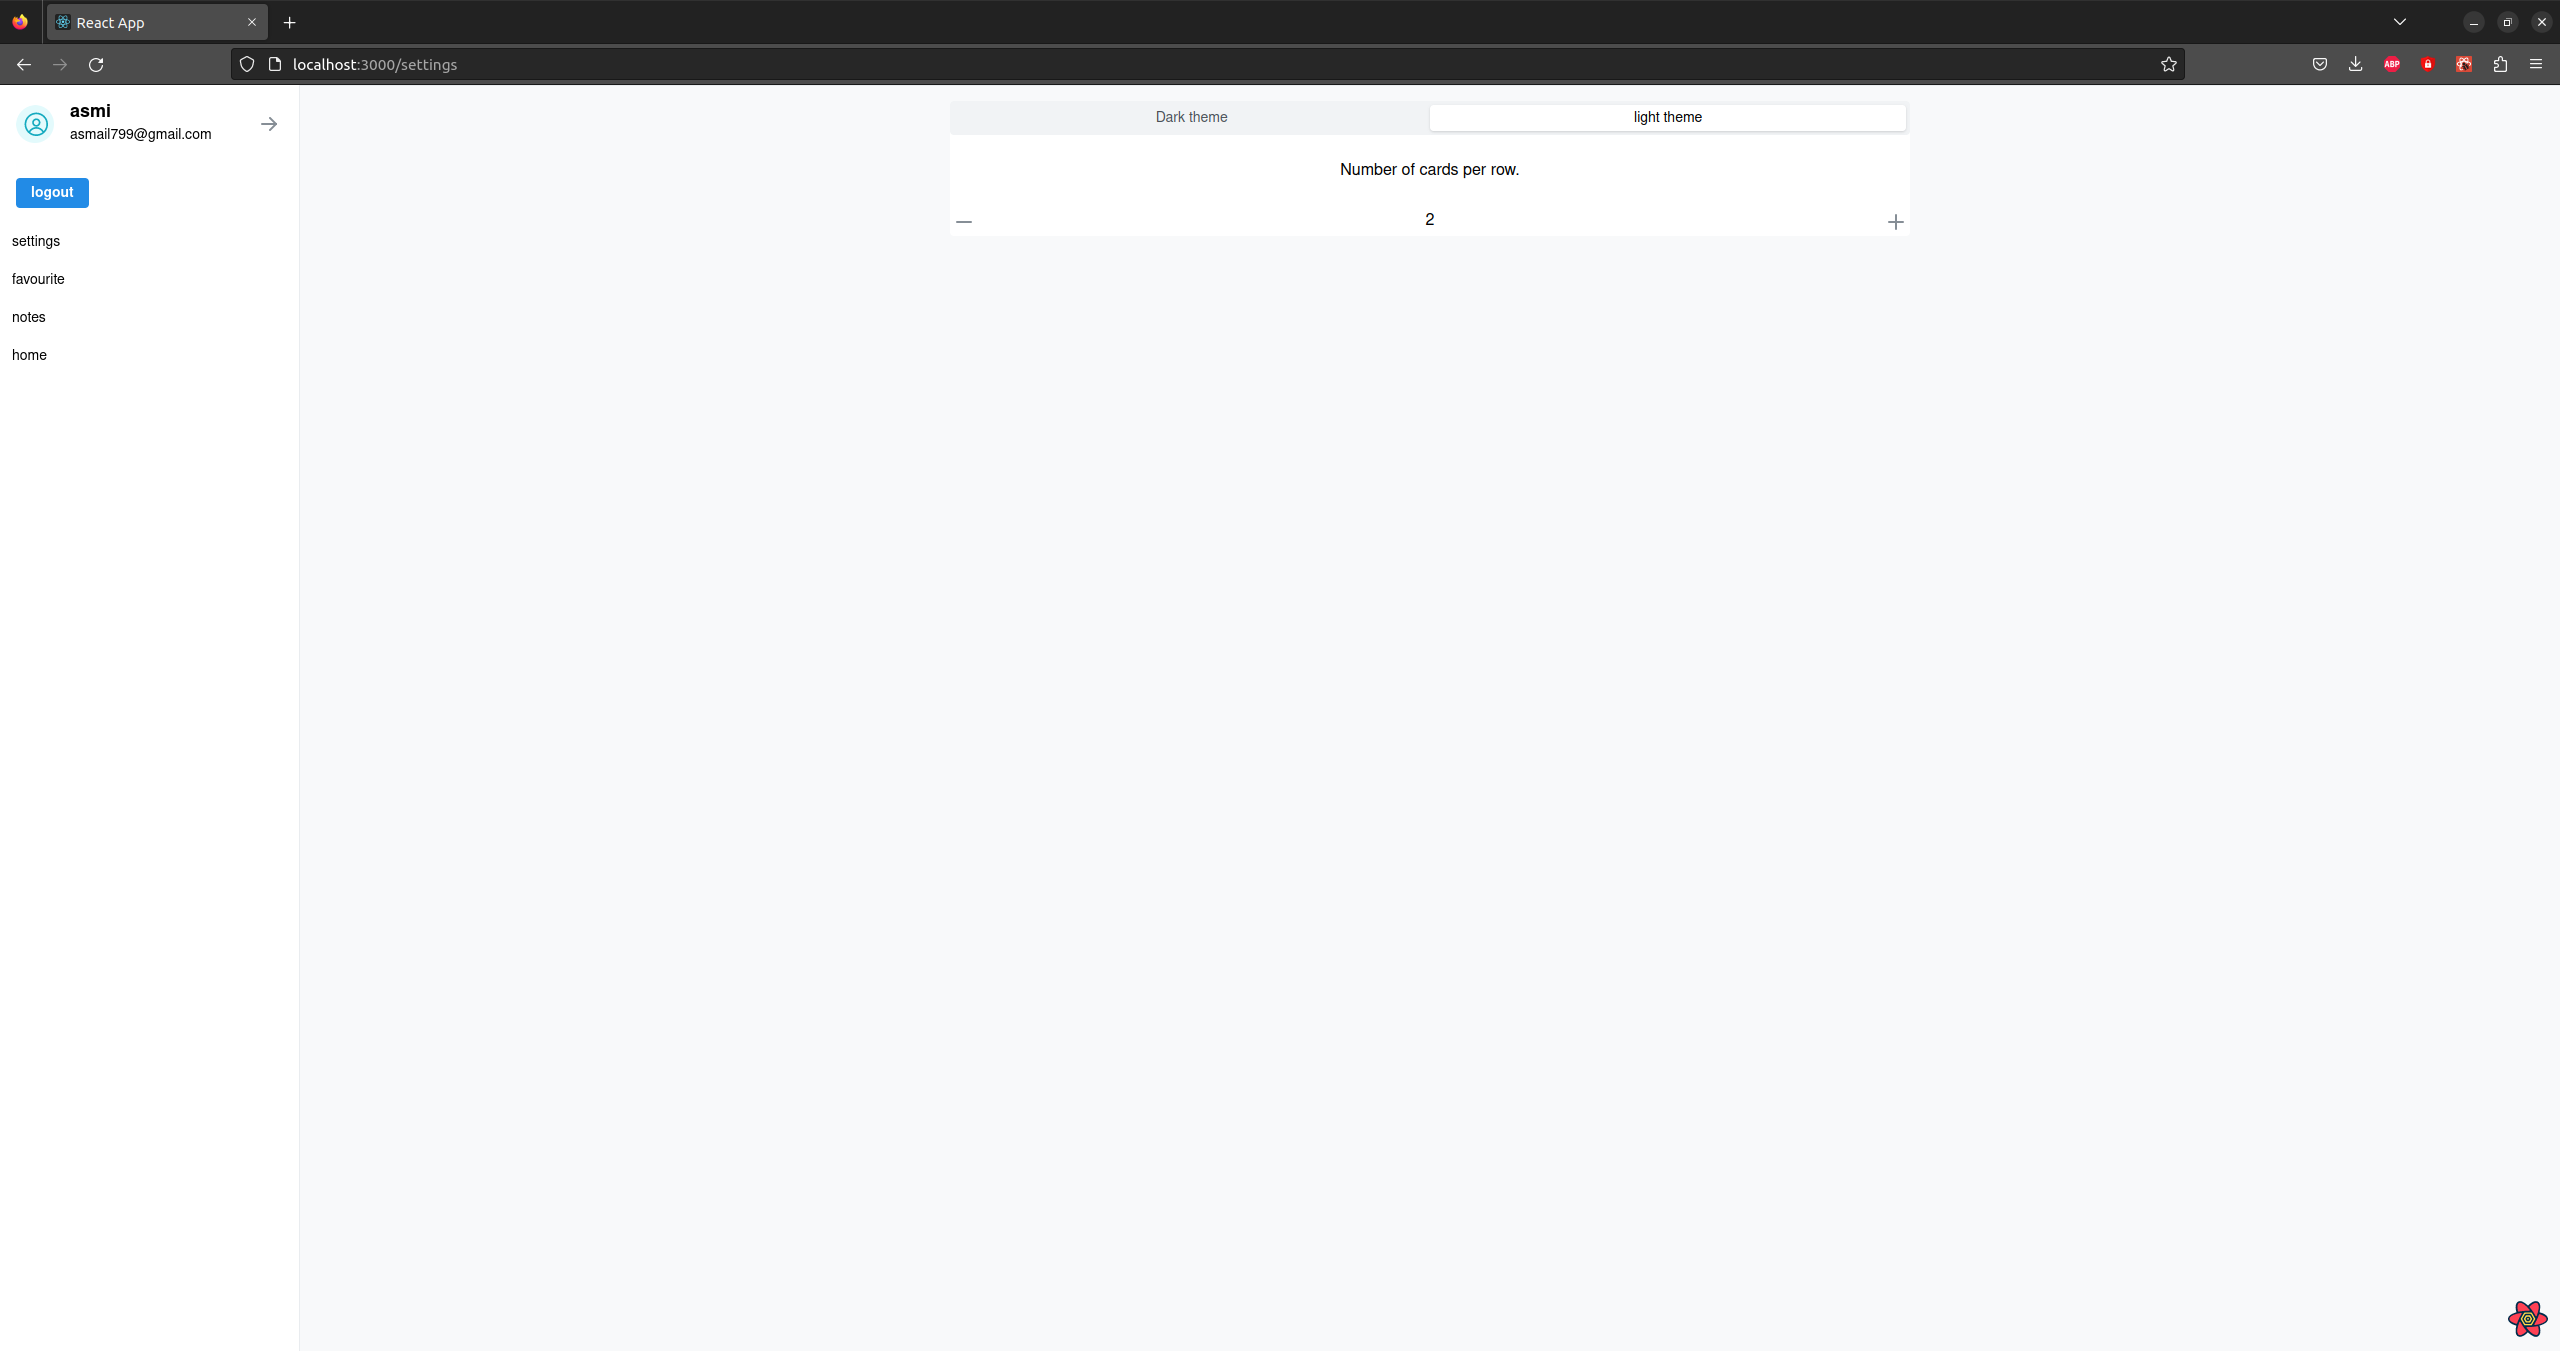 React App
localhost:3000/settings
ABP
asmi
asmail799@gmail.com
logout
settings
favourite
notes
home
Dark theme
light theme
Number of cards per row.
2